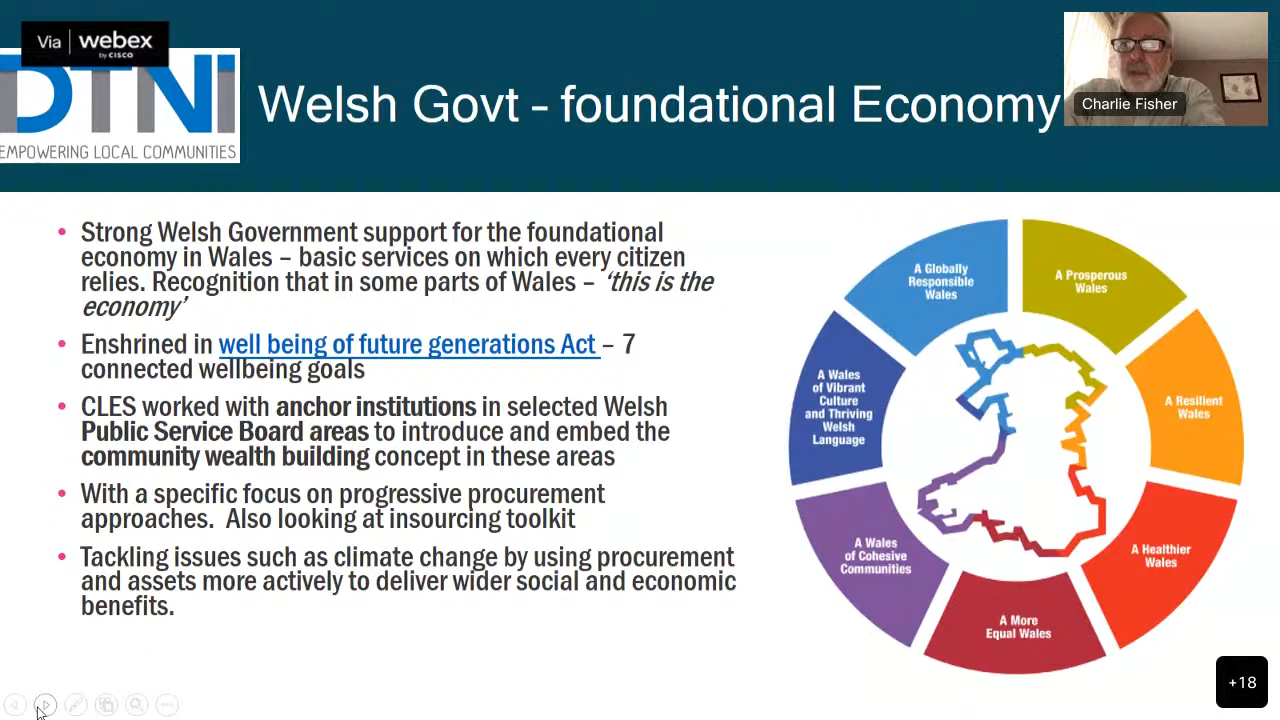 Via webex
by CISCO
DTNI
EMPOWERING LOCAL COMMUNITIES
Welsh Govt - foundational Economy
Charlie Fisher
• Strong Welsh Government support for the foundational
economy in Wales – basic services on which every citizen
relies. Recognition that in some parts of Wales – ‘this is the
economy’
• Enshrined in well being of future generations Act – 7
connected wellbeing goals
• CLES worked with anchor institutions in selected Welsh
Public Service Board areas to introduce and embed the
community wealth building concept in these areas
• With a specific focus on progressive procurement
approaches. Also looking at insourcing toolkit
• Tackling issues such as climate change by using procurement
and assets more actively to deliver wider social and economic
benefits.
A Globally
Responsible
Wales
A Prosperous
Wales
A Resilient
Wales
A Healthier
Wales
A More
Equal Wales
A Wales
of Cohesive
Communities
A Wales
of Vibrant
Culture
and Thriving
Welsh
Language
+18